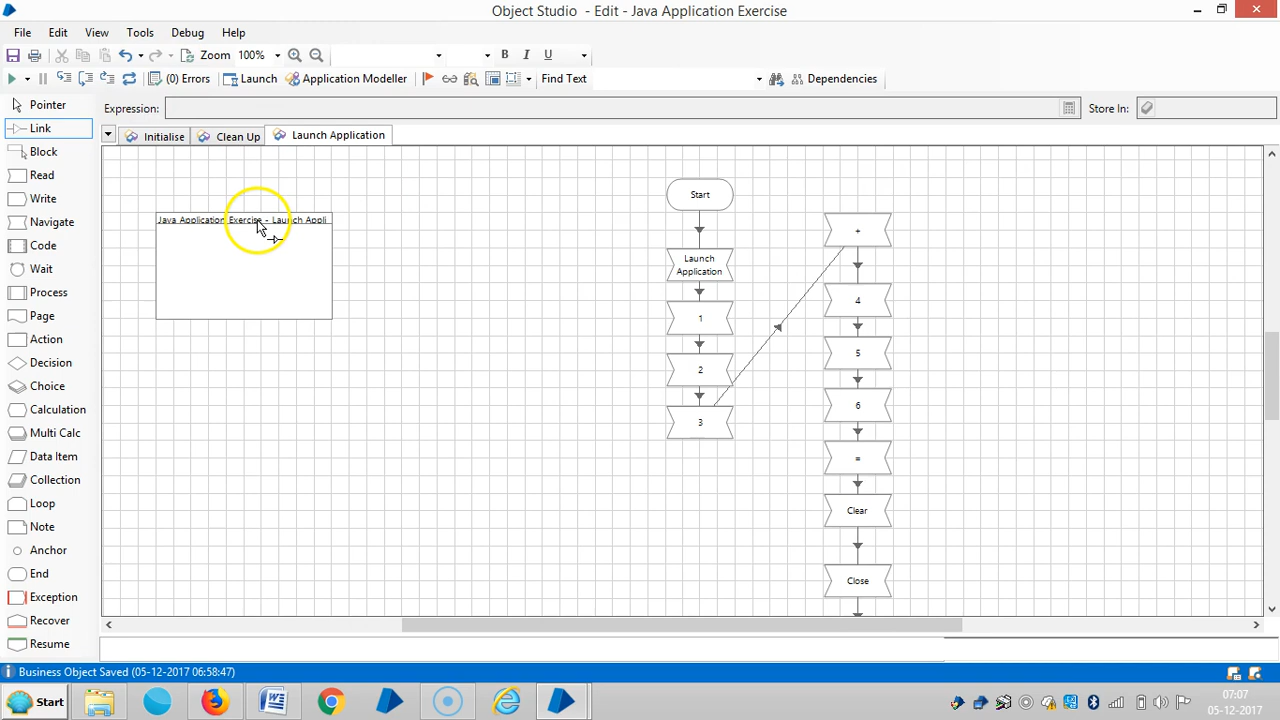 Object Studio  - Edit - Java Application Exercise
File Edit View Tools Debug Help
Zoom 100% B I U
(0) Errors Launch Application Modeller Find Text Dependencies
Expression: Store In:
Initialise Clean Up Launch Application
Pointer
Link
Block
Read
Write
Navigate
Code
Wait
Process
Page
Action
Decision
Choice
Calculation
Multi Calc
Data Item
Collection
Loop
Note
Anchor
End
Exception
Recover
Resume
Java Application Exercise - Launch Appli
Start
Launch
Application
1
2
3
+
4
5
6
=
Clear
Close
Business Object Saved (05-12-2017 06:58:47)
Start
07:07
05-12-2017